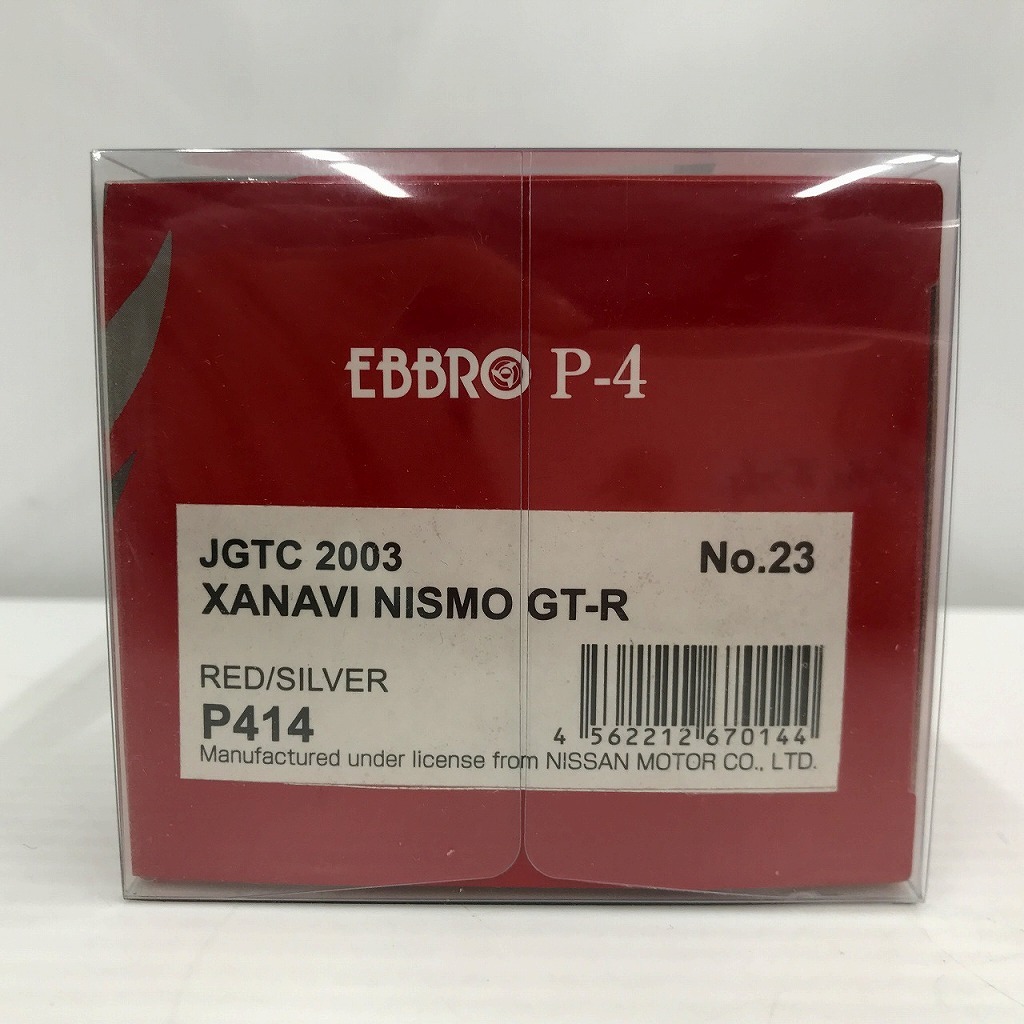 EBBRO P-4
JGTC 2003 No.23
XANAVI NISMO GT-R
RED/SILVER
P414
4 562212 670144
Manufactured under license from NISSAN MOTOR CO., LTD.